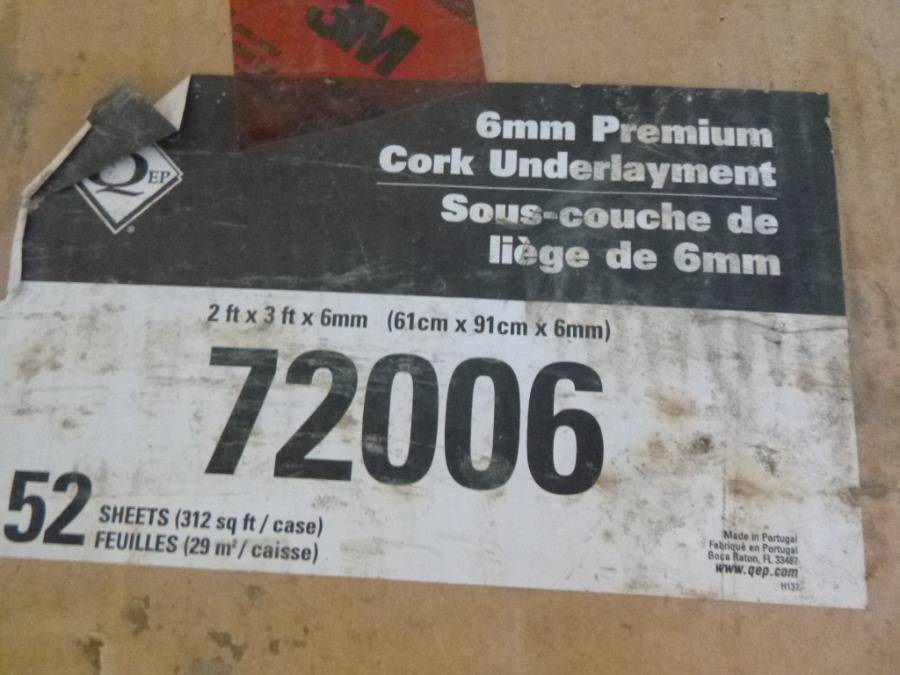 3M
QEP
6mm Premium
Cork Underlayment
Sous-couche de
liège de 6mm
2 ft x 3 ft x 6mm (61cm x 91cm x 6mm)
72006
52 SHEETS (312 sq ft / case)
FEUILLES (29 m²/ caisse)
Made in Portugal
Fabriqué en Portugal
Boca Raton, FL 33487
www.qep.com
H137